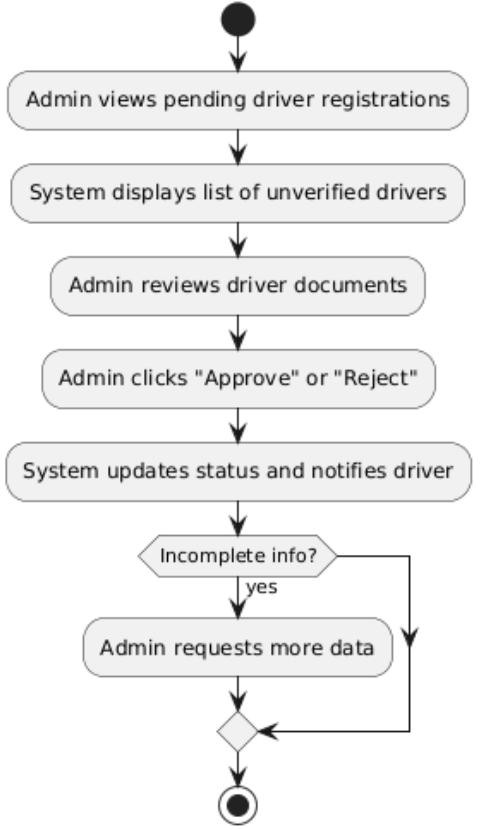 Admin views pending driver registrations
System displays list of unverified drivers
Admin reviews driver documents
Admin clicks "Approve" or "Reject"
System updates status and notifies driver
Incomplete info?
yes
Admin requests more data